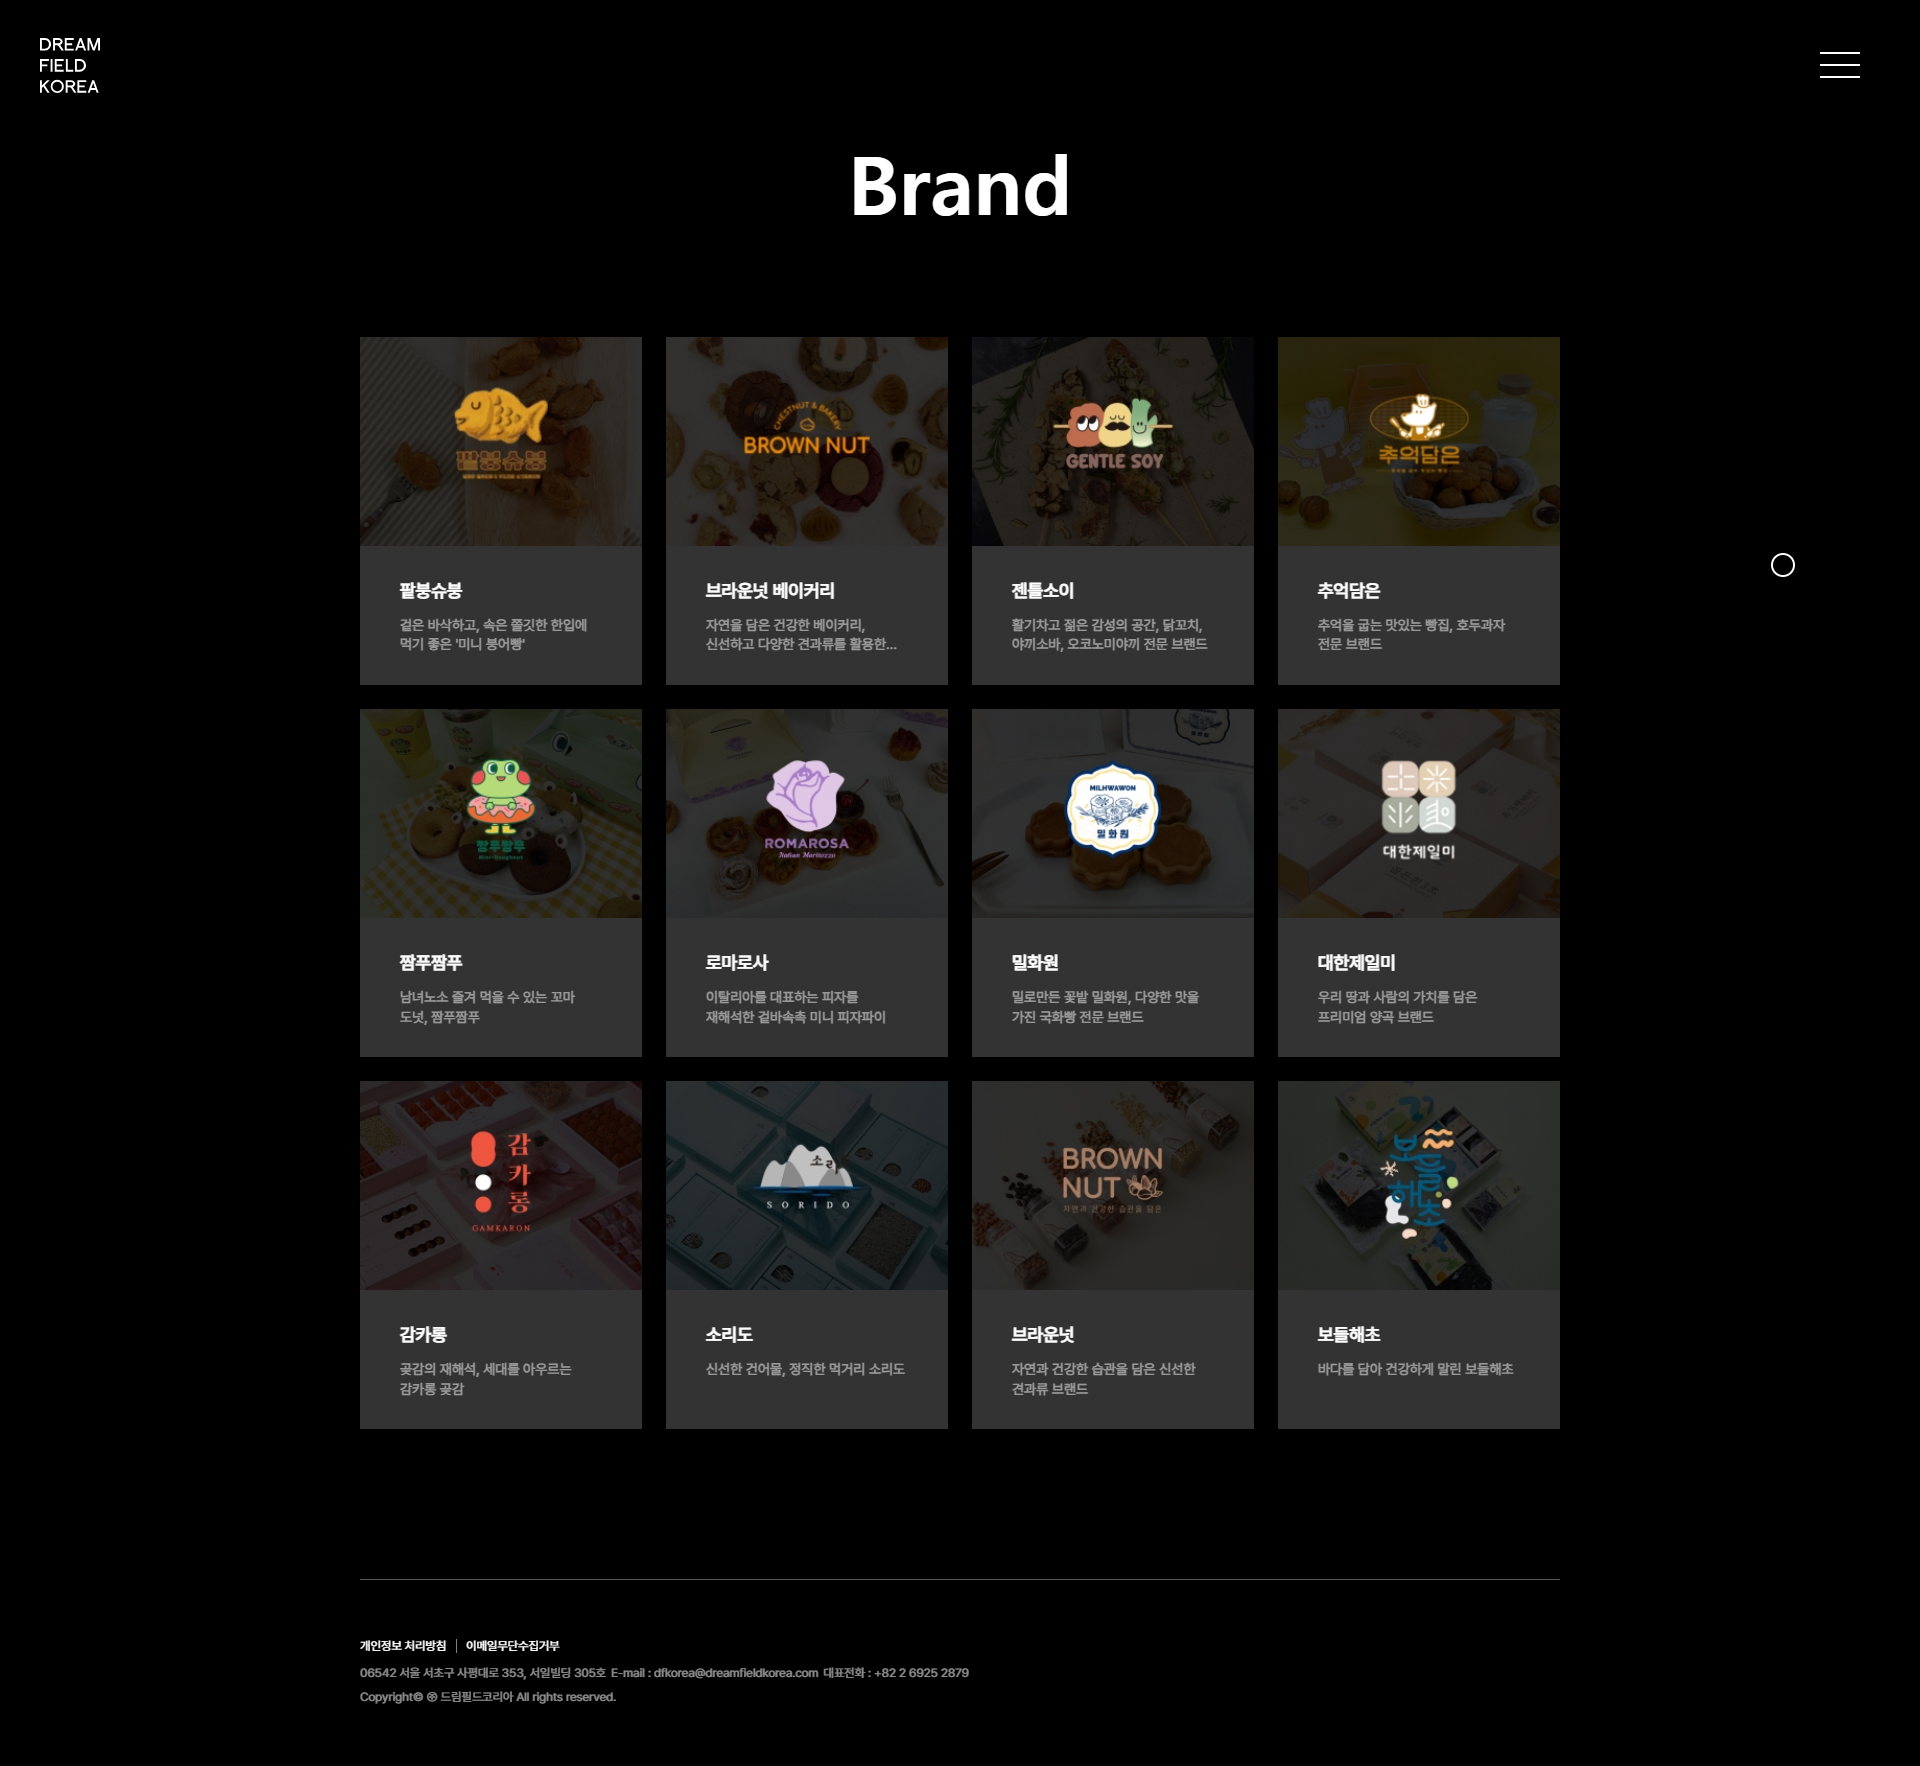 DREAM
FIELD
KOREA
Brand
팥붕슈붕
CHESTNUT & BAKERY
BROWN NUT
GENTLE SOY
추억담은
팥붕슈붕
겉은 바삭하고, 속은 쫄깃한 한입에
먹기 좋은 '미니 붕어빵'
브라운넛 베이커리
자연을 담은 건강한 베이커리,
신선하고 다양한 견과류를 활용한...
젠틀소이
활기차고 젊은 감성의 공간, 닭꼬치,
야끼소바, 오코노미야끼 전문 브랜드
추억담은
추억을 굽는 맛있는 빵집, 호두과자
전문 브랜드
짬푸짬푸
Mini-Doughnut
ROMAROSA
Italian Maritozzo
MILHWAWON
밀화원
대한제일미
짬푸짬푸
남녀노소 즐겨 먹을 수 있는 꼬마
도넛, 짬푸짬푸
로마로사
이탈리아를 대표하는 피자를
재해석한 겉바속촉 미니 피자파이
밀화원
밀로만든 꽃밭 밀화원, 다양한 맛을
가진 국화빵 전문 브랜드
대한제일미
우리 땅과 사람의 가치를 담은
프리미엄 양곡 브랜드
감카롱
GAMKARON
소리
SORIDO
BROWN
NUT
자연과 건강한 습관을 담은
보들해초
감카롱
곶감의 재해석, 세대를 아우르는
감카롱 곶감
소리도
신선한 건어물, 정직한 먹거리 소리도
브라운넛
자연과 건강한 습관을 담은 신선한
견과류 브랜드
보들해초
바다를 담아 건강하게 말린 보들해초
개인정보 처리방침 | 이메일무단수집거부
06542 서울 서초구 사평대로 353, 서일빌딩 305호 E-mail : dfkorea@dreamfieldkorea.com 대표전화 : +82 2 6925 2879
Copyright© ㉾ 드림필드코리아 All rights reserved.